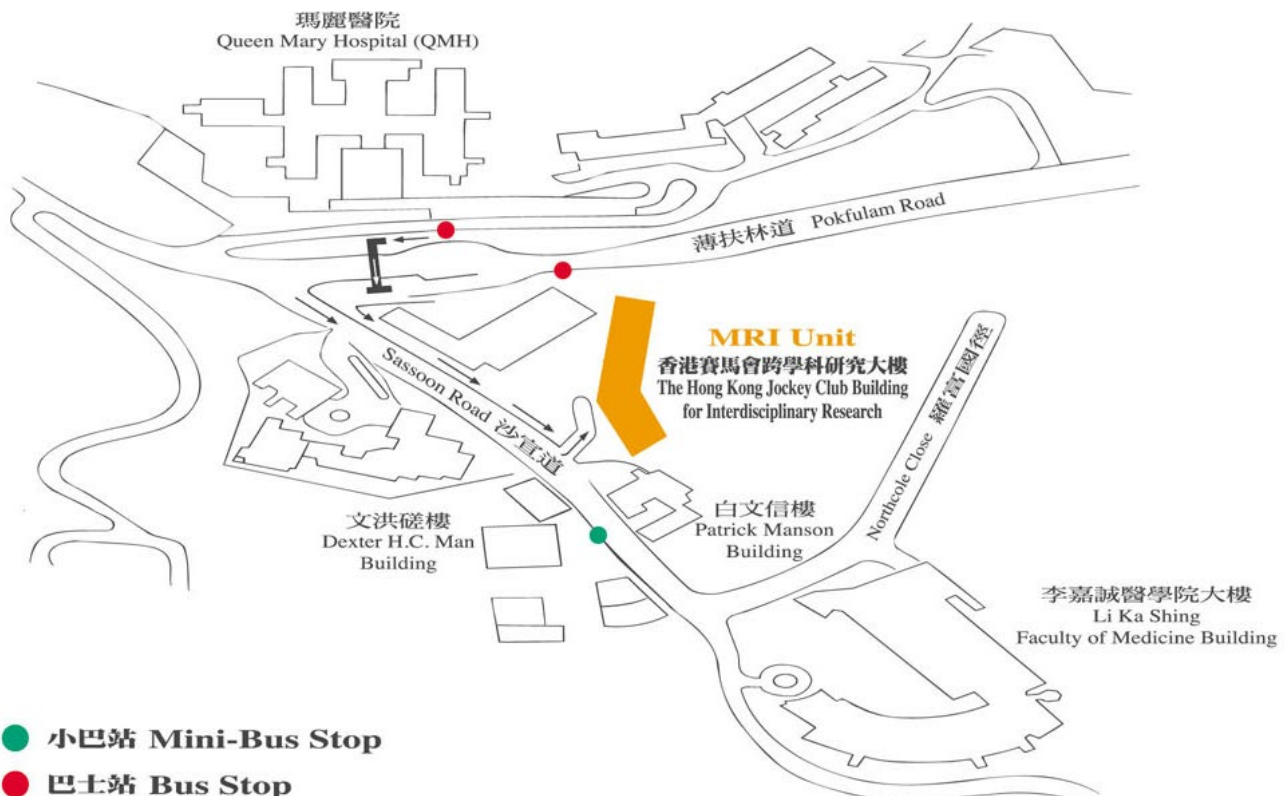 瑪麗醫院
Queen Mary Hospital (QMH)
薄扶林道 Pokfulam Road
MRI Unit
香港賽馬會跨學科研究大樓
The Hong Kong Jockey Club Building
for Interdisciplinary Research
Sassoon Road 沙宣道
Northcole Close 羅富國徑
文洪磋樓
Dexter H.C. Man
Building
白文信樓
Patrick Manson
Building
李嘉誠醫學院大樓
Li Ka Shing
Faculty of Medicine Building
小巴站 Mini-Bus Stop
巴士站 Bus Stop